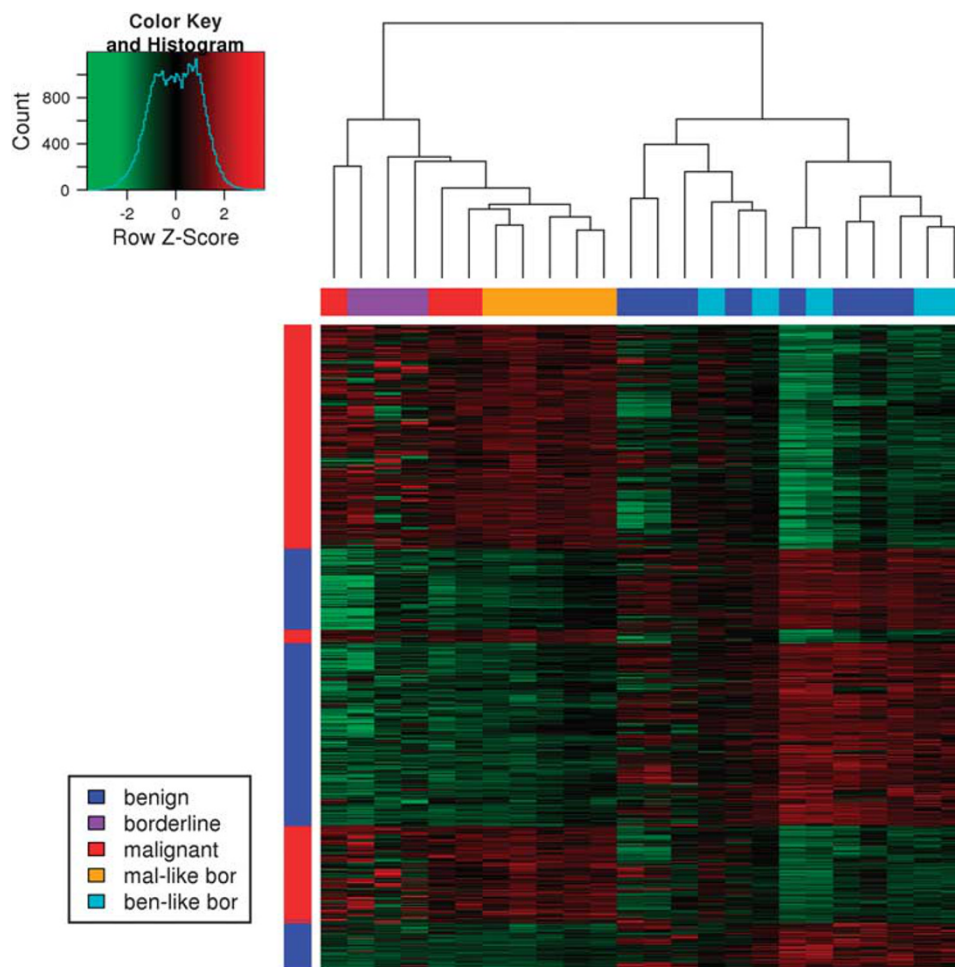 Color Key
and Histogram
Count
800
400
0
-2 0 2
Row Z-Score
benign
borderline
malignant
mal-like bor
ben-like bor